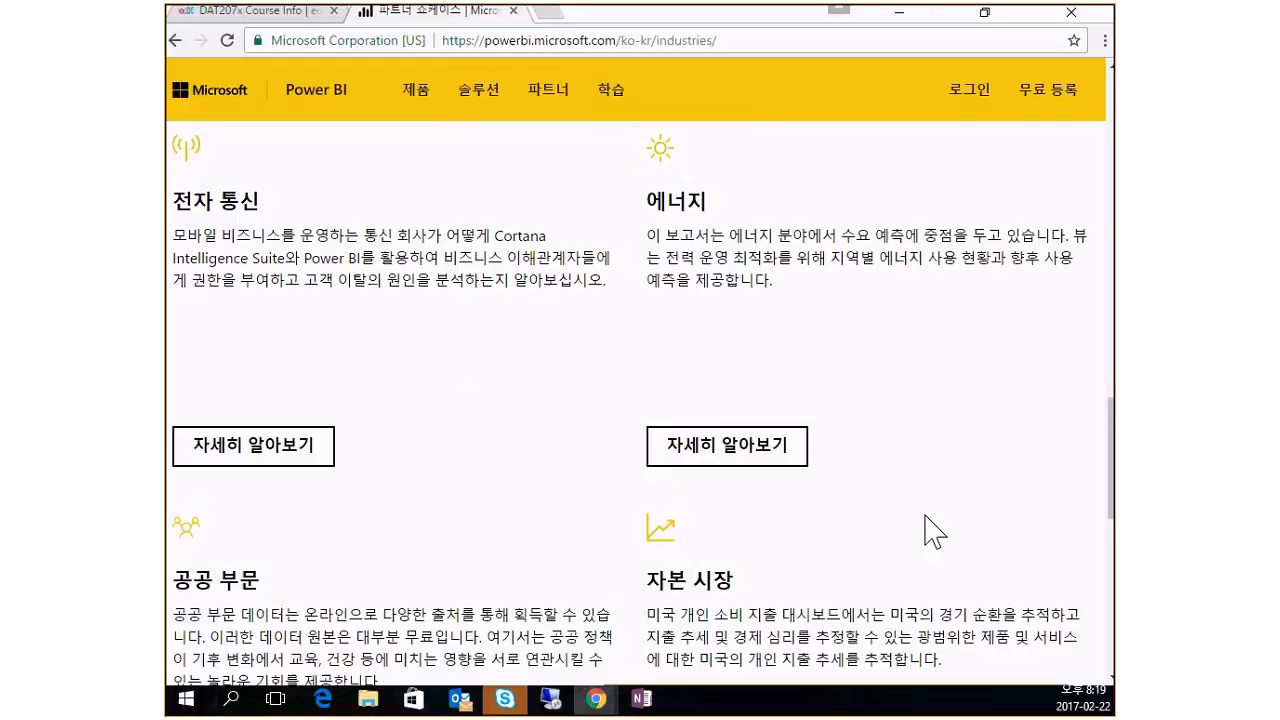 DAT207x Course Info | e
파트너 쇼케이스 | Micro
Microsoft Corporation [US]
https://powerbi.microsoft.com/ko-kr/industries/
Microsoft
Power BI
제품
솔루션
파트너
학습
로그인
무료 등록
전자 통신
모바일 비즈니스를 운영하는 통신 회사가 어떻게 Cortana
Intelligence Suite와 Power BI를 활용하여 비즈니스 이해관계자들에
게 권한을 부여하고 고객 이탈의 원인을 분석하는지 알아보십시오.
자세히 알아보기
에너지
이 보고서는 에너지 분야에서 수요 예측에 중점을 두고 있습니다. 뷰
는 전력 운영 최적화를 위해 지역별 에너지 사용 현황과 향후 사용
예측을 제공합니다.
자세히 알아보기
공공 부문
공공 부문 데이터는 온라인으로 다양한 출처를 통해 획득할 수 있습
니다. 이러한 데이터 원본은 대부분 무료입니다. 여기서는 공공 정책
이 기후 변화에서 교육, 건강 등에 미치는 영향을 서로 연관시킬 수
있는 놀라운 기회를 제공합니다.
자본 시장
미국 개인 소비 지출 대시보드에서는 미국의 경기 순환을 추적하고
지출 추세 및 경제 심리를 추정할 수 있는 광범위한 제품 및 서비스
에 대한 미국의 개인 지출 추세를 추적합니다.
오후 8:19
2017-02-22